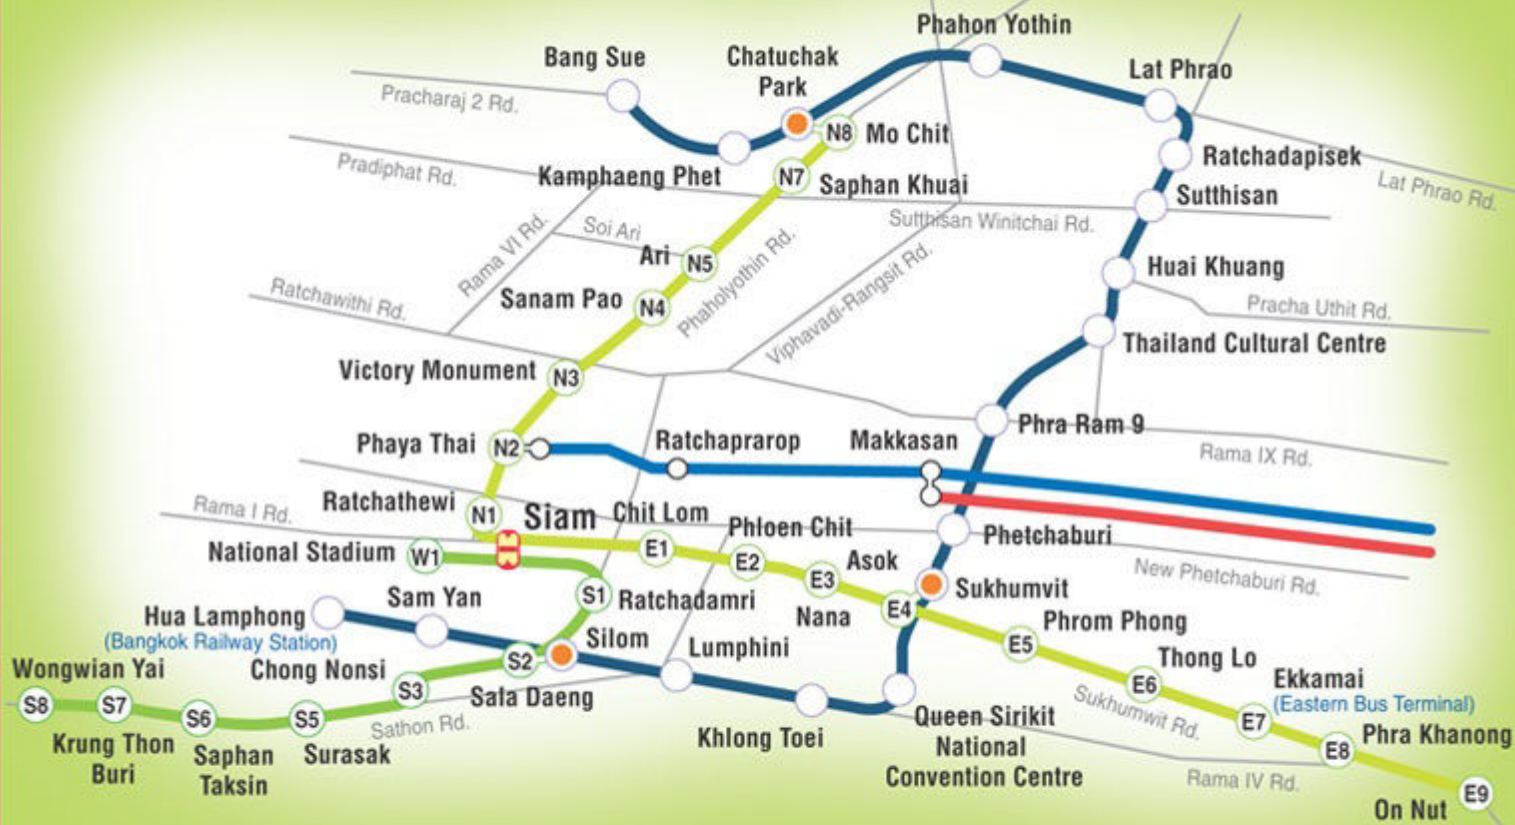 Phahon Yothin
Bang Sue
Chatuchak
Park
Lat Phrao
Pracharaj 2 Rd.
N8
Mo Chit
Pradiphat Rd.
Kamphaeng Phet
N7
Saphan Khuai
Ratchadapisek
Lat Phrao Rd.
Sutthisan
Sutthisan Winitchai Rd.
Rama VI Rd.
Soi Ari
Ari
N5
Phaholyothin Rd.
Viphavadi-Rangsit Rd.
Huai Khuang
Pracha Uthit Rd.
Ratchawithi Rd.
Sanam Pao
N4
Thailand Cultural Centre
Victory Monument
N3
Phra Ram 9
Rama IX Rd.
Phaya Thai
N2
Ratchaprarop
Makkasan
Ratchathewi
N1
Rama I Rd.
Siam
Chit Lom
Phloen Chit
Phetchaburi
New Phetchaburi Rd.
National Stadium
W1
E1
E2
Asok
E3
Nana
E4
Sukhumvit
Sam Yan
S1
Ratchadamri
Hua Lamphong
(Bangkok Railway Station)
Silom
Lumphini
Phrom Phong
E5
Thong Lo
E6
Wongwian Yai
Chong Nonsi
S2
S3
Sala Daeng
Ekkamai
(Eastern Bus Terminal)
S8
S7
S6
S5
Sathon Rd.
Sukhumwit Rd.
E7
Krung Thon
Buri
Saphan
Taksin
Surasak
Khlong Toei
Queen Sirikit
National
Convention Centre
E8
Phra Khanong
Rama IV Rd.
On Nut
E9